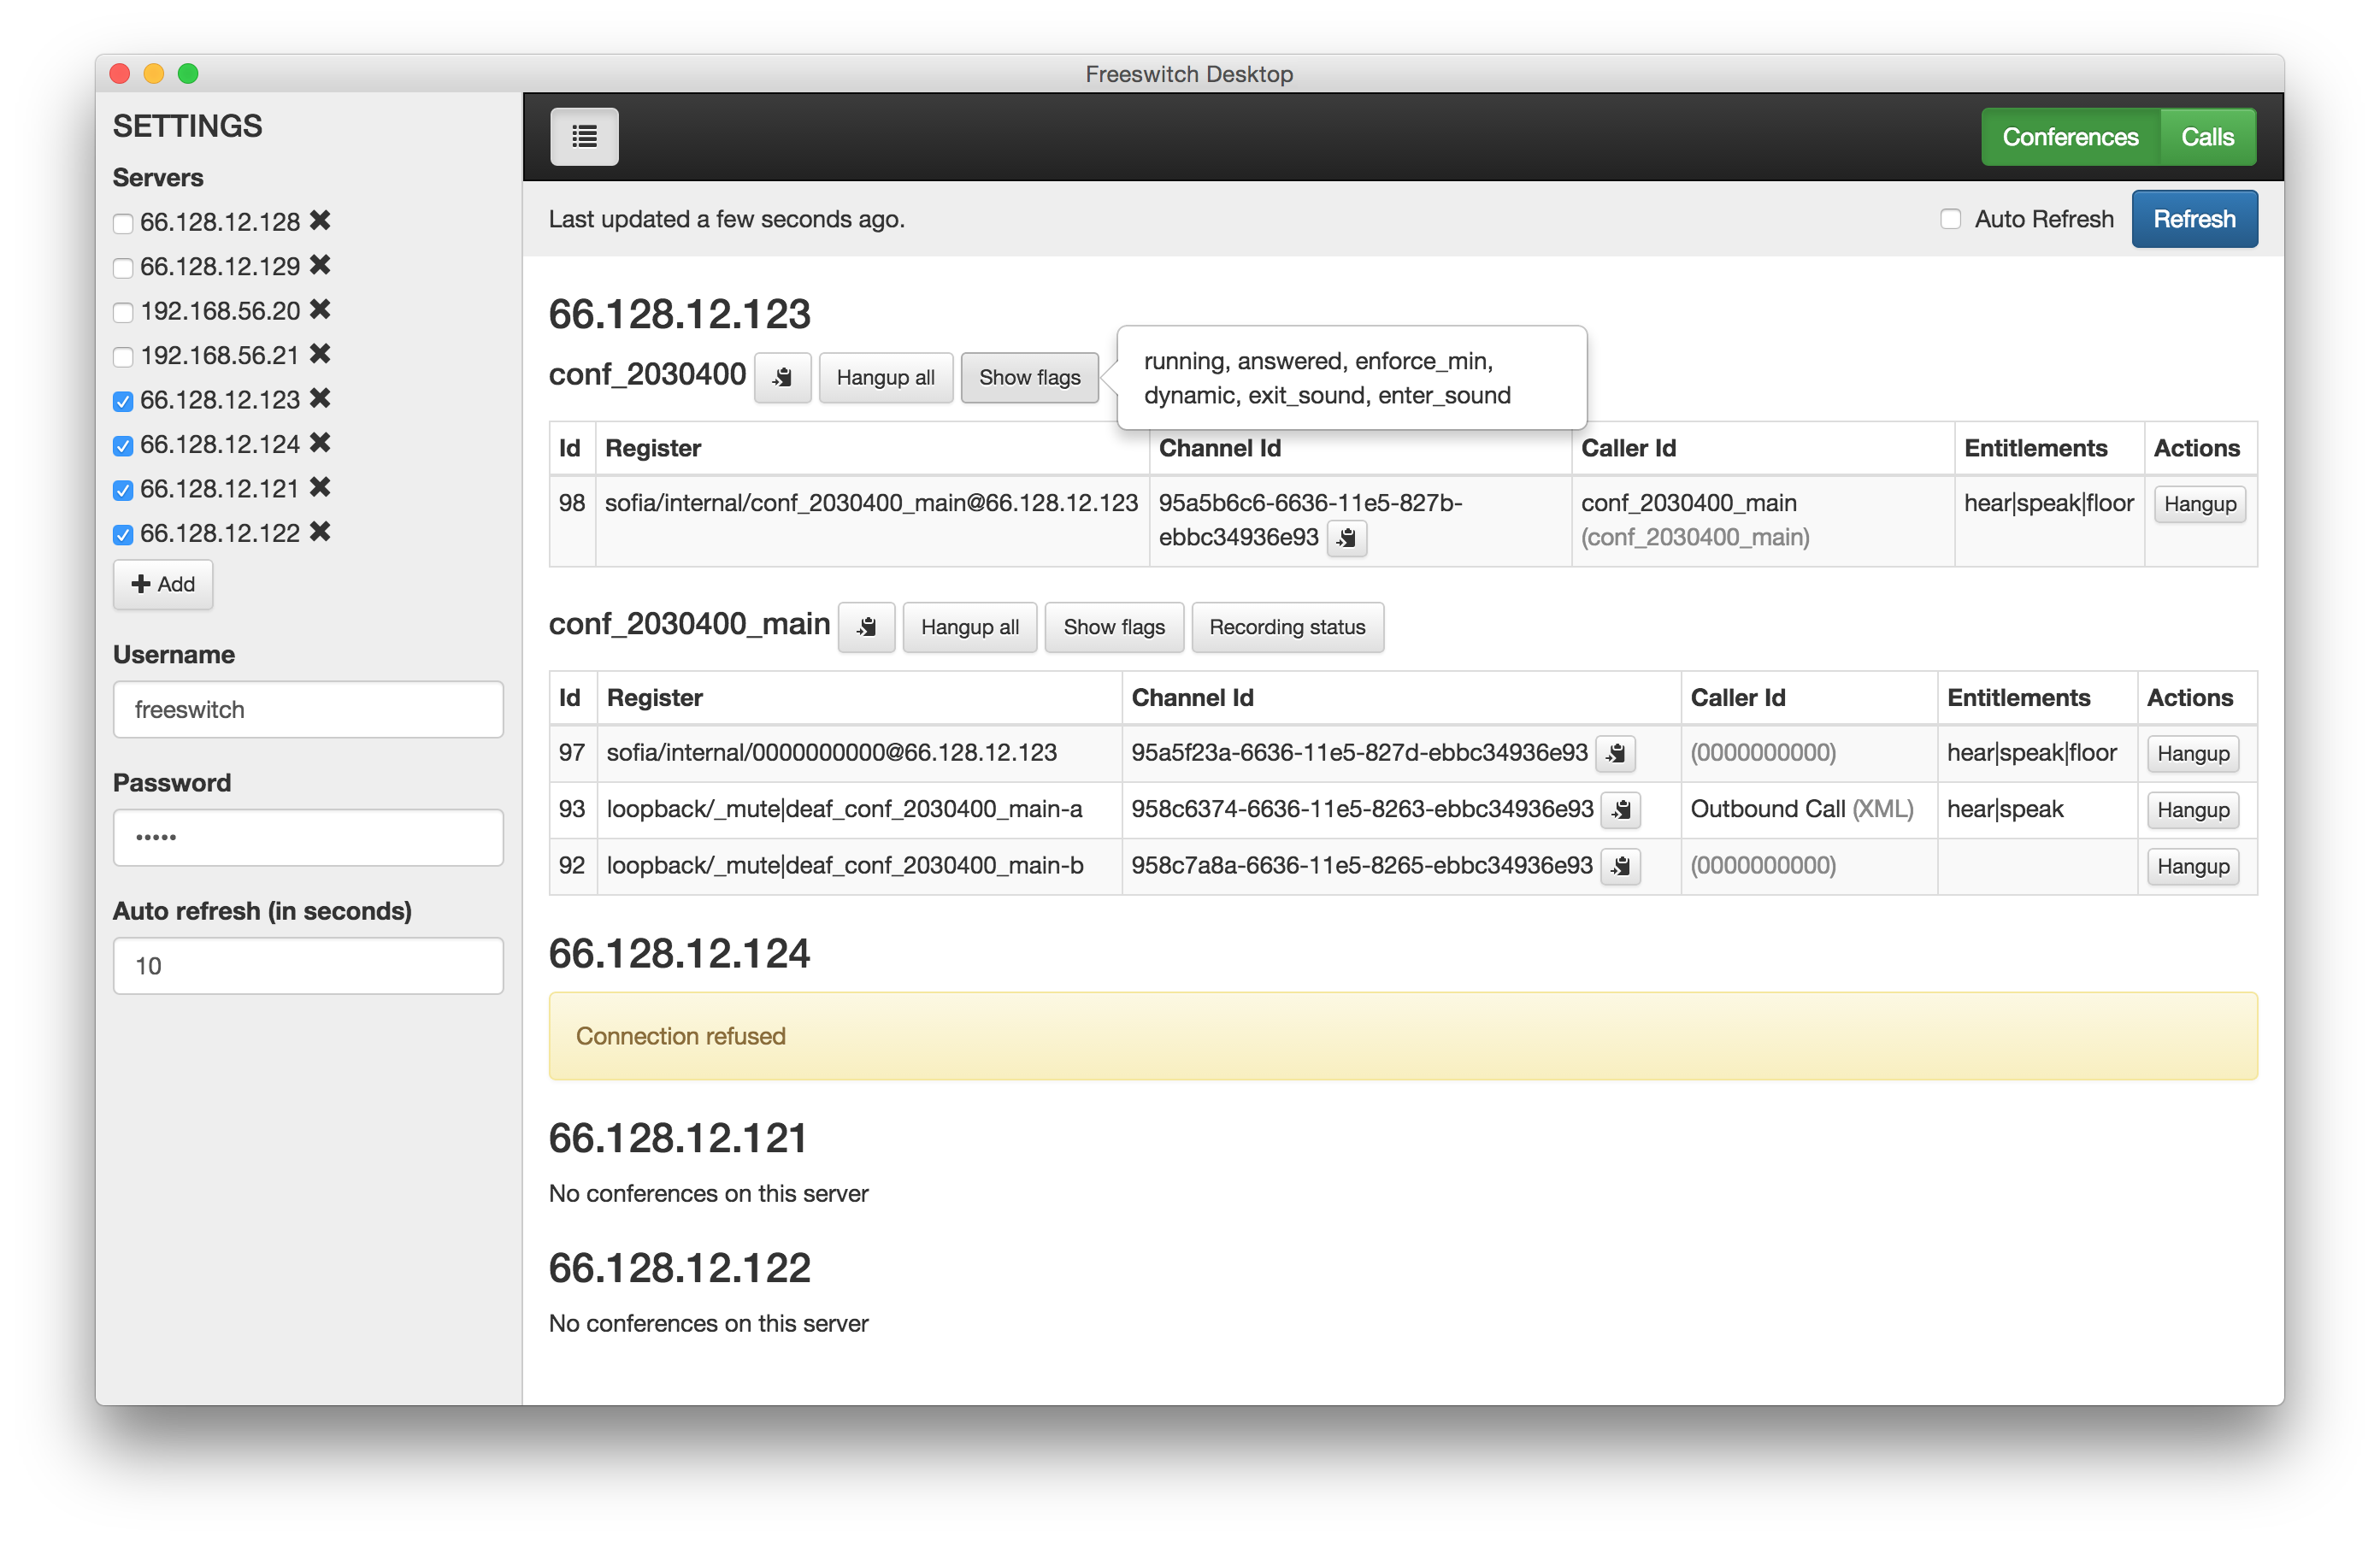 Freeswitch Desktop
SETTINGS
Servers
66.128.12.128
66.128.12.129
192.168.56.20
192.168.56.21
66.128.12.123
66.128.12.124
66.128.12.121
66.128.12.122
Add
Username
freeswitch
Password
•••••
Auto refresh (in seconds)
10
Conferences Calls
Last updated a few seconds ago. Auto Refresh Refresh
66.128.12.123
conf_2030400 Hangup all Show flags
running, answered, enforce_min,
dynamic, exit_sound, enter_sound
Id Register Channel Id Caller Id Entitlements Actions
98 sofia/internal/conf_2030400_main@66.128.12.123 95a5b6c6-6636-11e5-827b- conf_2030400_main hear|speak|floor Hangup
ebbc34936e93 (conf_2030400_main)
conf_2030400_main Hangup all Show flags Recording status
Id Register Channel Id Caller Id Entitlements Actions
97 sofia/internal/0000000000@66.128.12.123 95a5f23a-6636-11e5-827d-ebbc34936e93 (0000000000) hear|speak|floor Hangup
93 loopback/_mute|deaf_conf_2030400_main-a 958c6374-6636-11e5-8263-ebbc34936e93 Outbound Call (XML) hear|speak Hangup
92 loopback/_mute|deaf_conf_2030400_main-b 958c7a8a-6636-11e5-8265-ebbc34936e93 (0000000000) Hangup
66.128.12.124
Connection refused
66.128.12.121
No conferences on this server
66.128.12.122
No conferences on this server